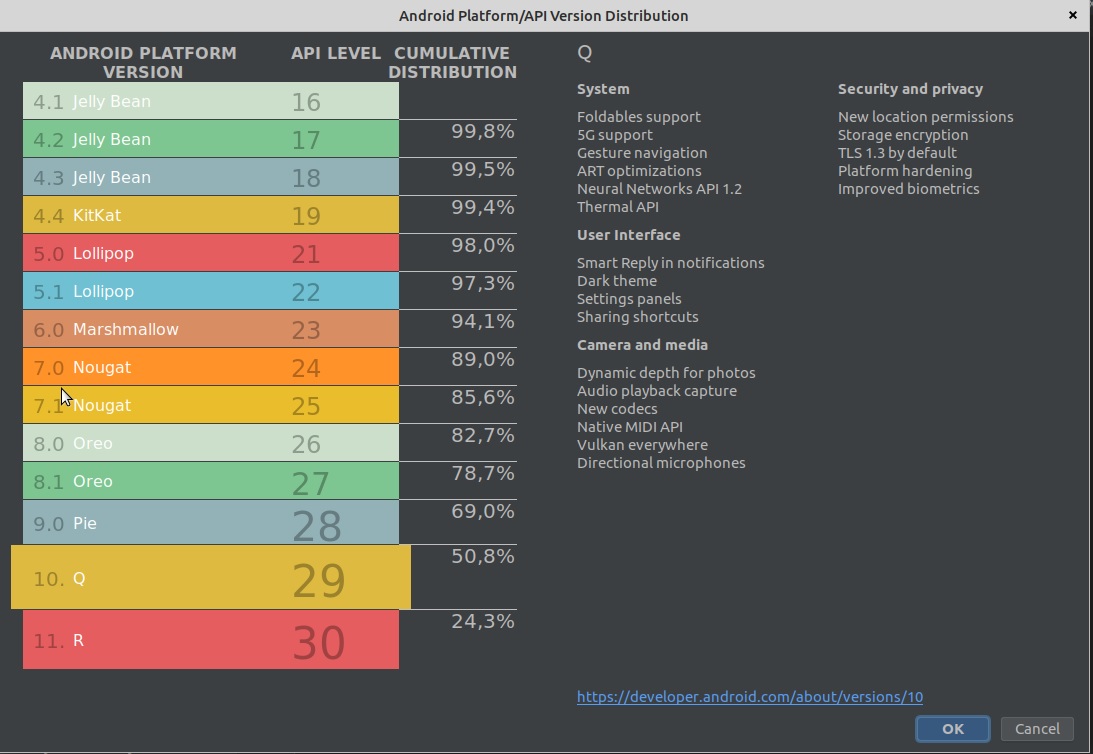 Android Platform/API Version Distribution
ANDROID PLATFORM VERSION
API LEVEL
CUMULATIVE DISTRIBUTION
4.1 Jelly Bean 16
99,8%
4.2 Jelly Bean 17
99,5%
4.3 Jelly Bean 18
99,4%
4.4 KitKat 19
98,0%
5.0 Lollipop 21
97,3%
5.1 Lollipop 22
94,1%
6.0 Marshmallow 23
89,0%
7.0 Nougat 24
85,6%
7.1 Nougat 25
82,7%
8.0 Oreo 26
78,7%
8.1 Oreo 27
69,0%
9.0 Pie 28
50,8%
10. Q 29
24,3%
11. R 30
Q
System
Foldables support
5G support
Gesture navigation
ART optimizations
Neural Networks API 1.2
Thermal API
User Interface
Smart Reply in notifications
Dark theme
Settings panels
Sharing shortcuts
Camera and media
Dynamic depth for photos
Audio playback capture
New codecs
Native MIDI API
Vulkan everywhere
Directional microphones
Security and privacy
New location permissions
Storage encryption
TLS 1.3 by default
Platform hardening
Improved biometrics
https://developer.android.com/about/versions/10
OK
Cancel